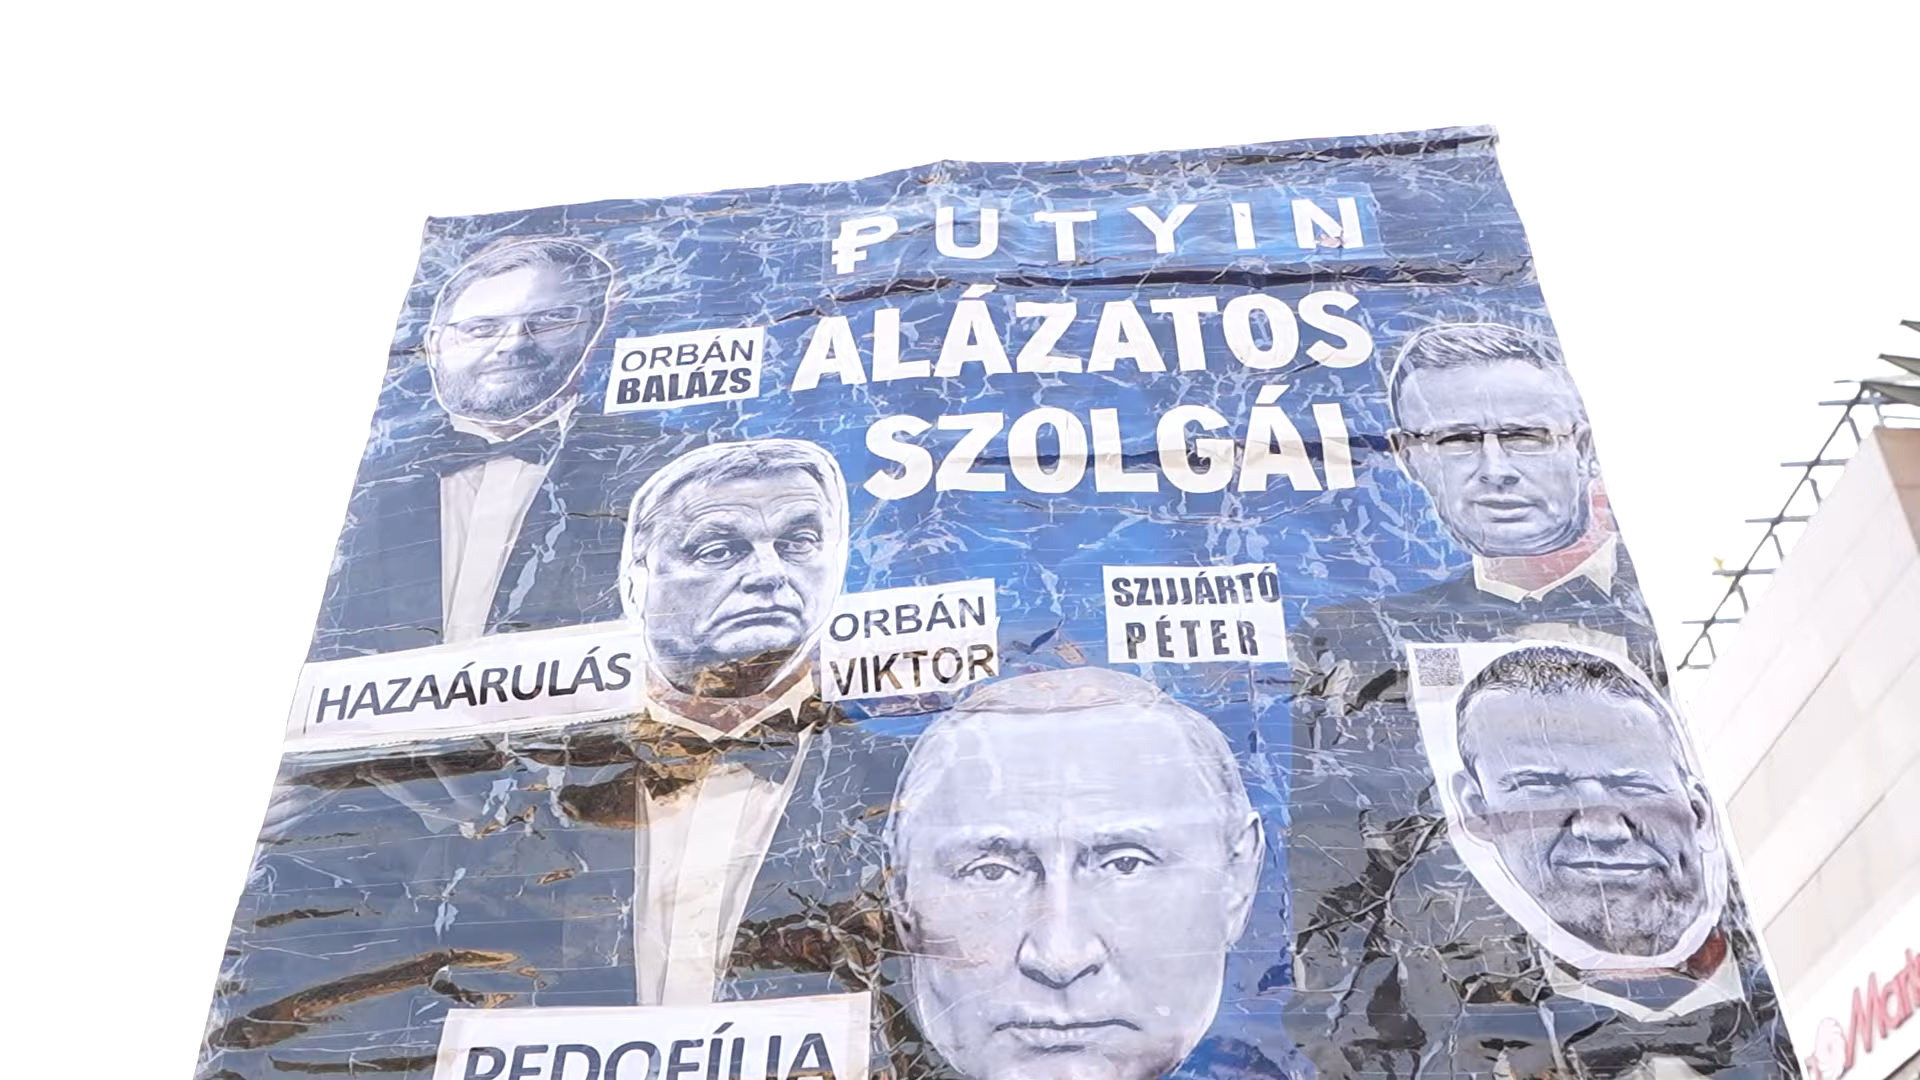 ₽UTYIN
ALÁZATOS
SZOLGÁI
ORBÁN
BALÁZS
ORBÁN
VIKTOR
SZIJJÁRTÓ
PÉTER
HAZAÁRULÁS
PEDOFÍLIA